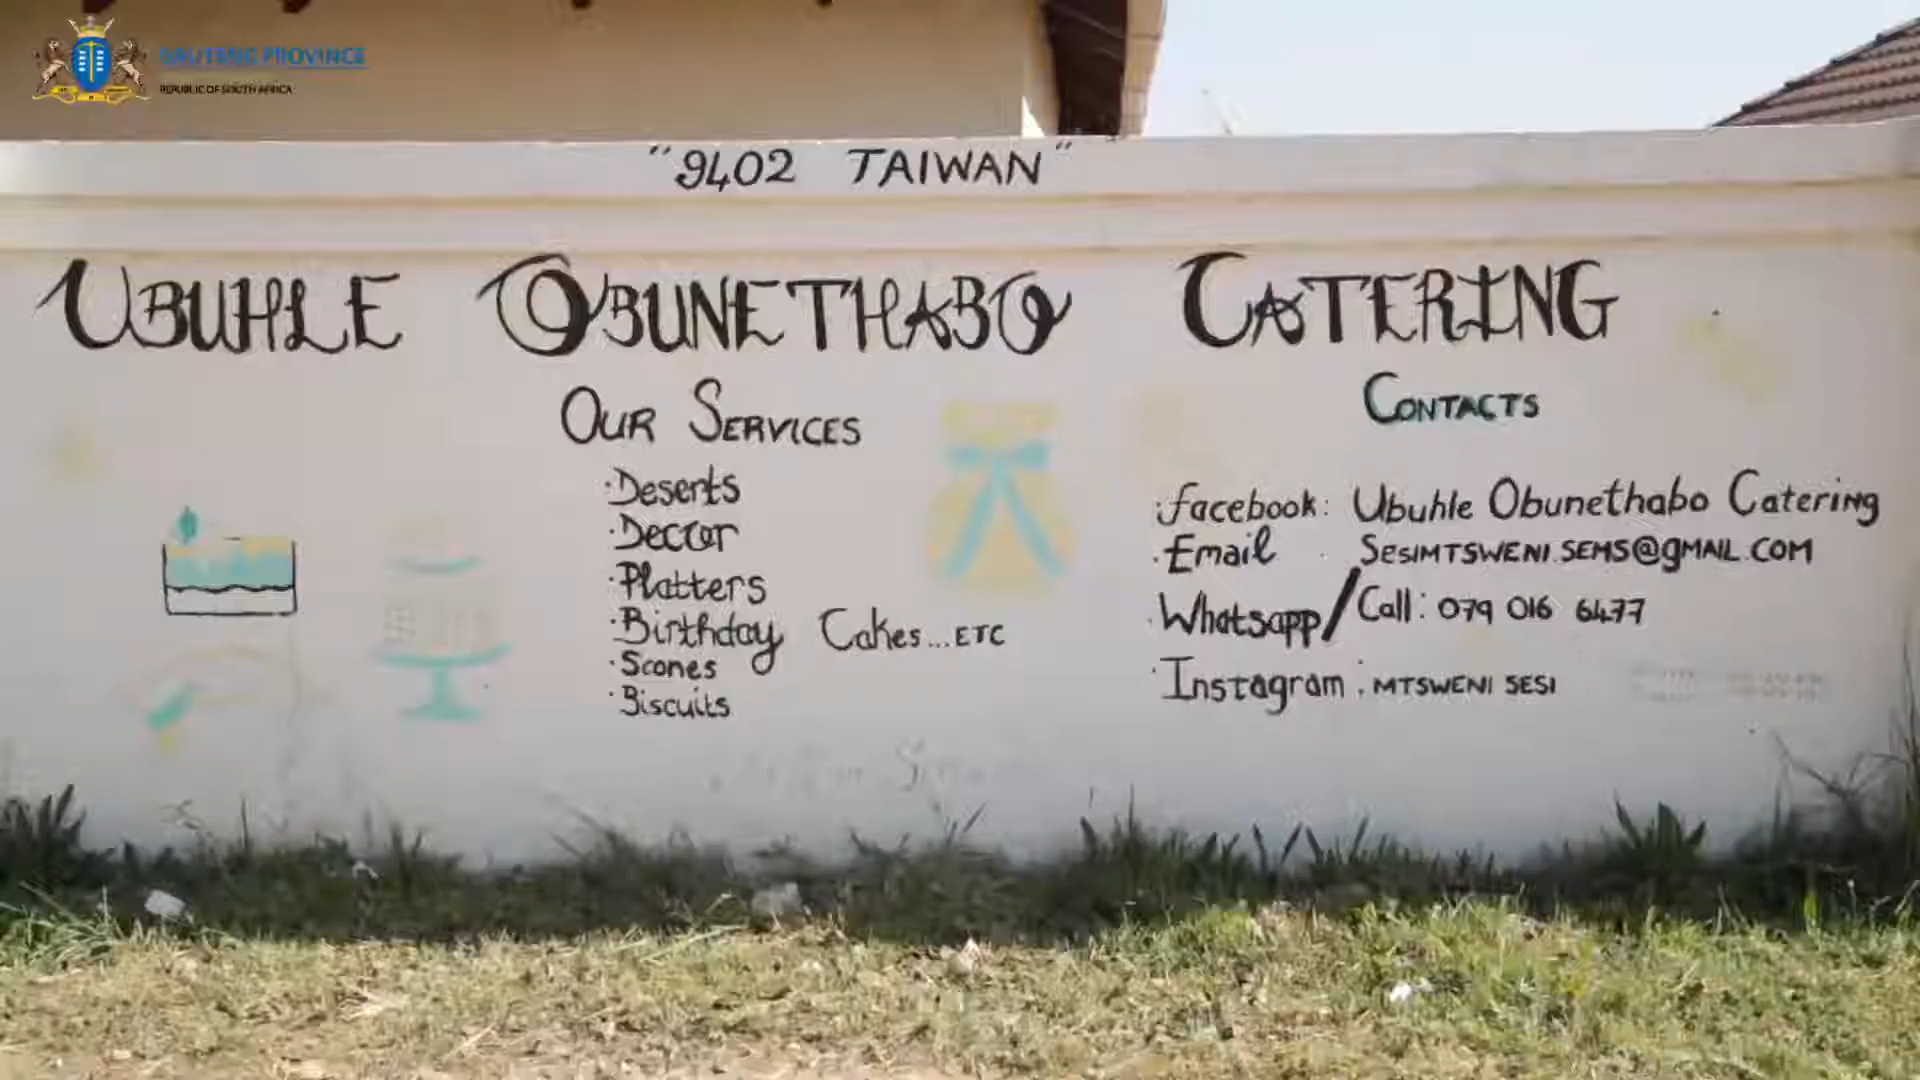 GAUTENG PROVINCE
REPUBLIC OF SOUTH AFRICA
"9402 TAIWAN"
UBUHLE OBUNETHABO CATERING
OUR SERVICES
·Deserts
·Decor
·Platters
·Birthday Cakes...ETC
·Scones
·Biscuits
CONTACTS
·facebook: Ubuhle Obunethabo Catering
·Email : SESIMTSWENI.SEMS@gMAIL.COM
·Whatsapp/Call: 079 016 6477
·Instagram : MTSWENI SESI